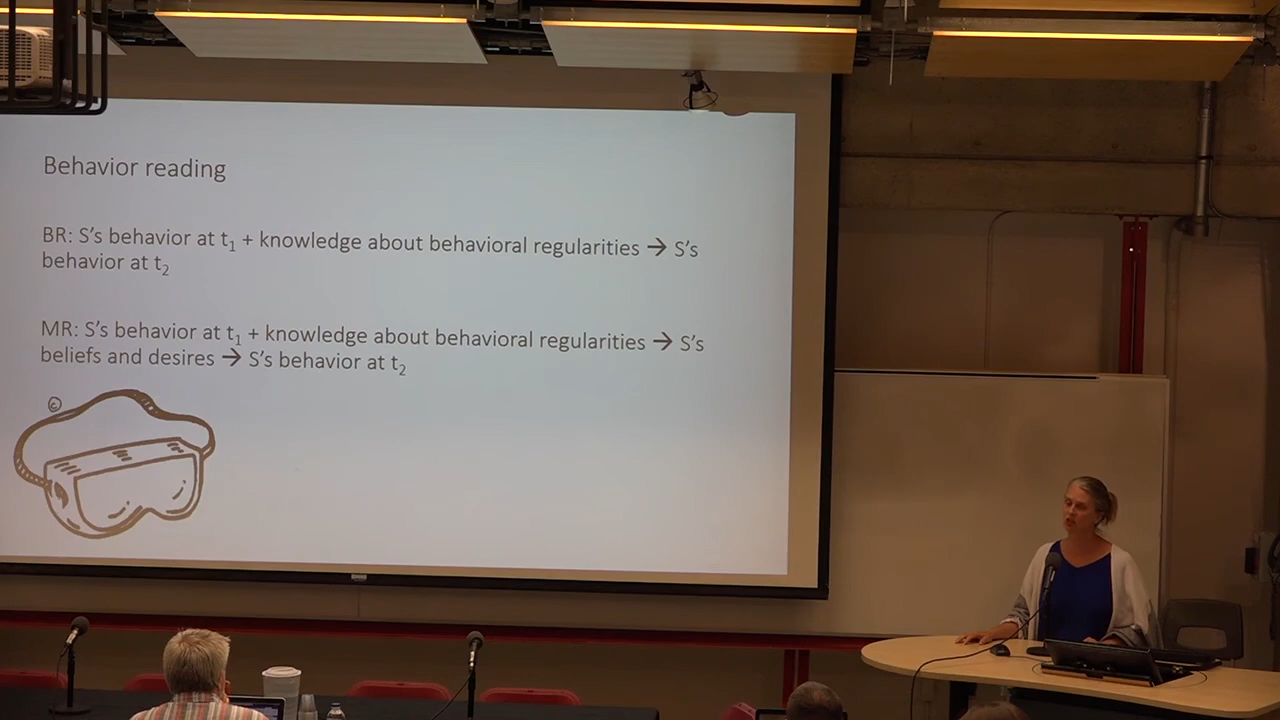 Behavior reading
BR: S's behavior at t₁ + knowledge about behavioral regularities → S's
behavior at t₂
MR: S's behavior at t₁ + knowledge about behavioral regularities → S's
beliefs and desires → S's behavior at t₂
©